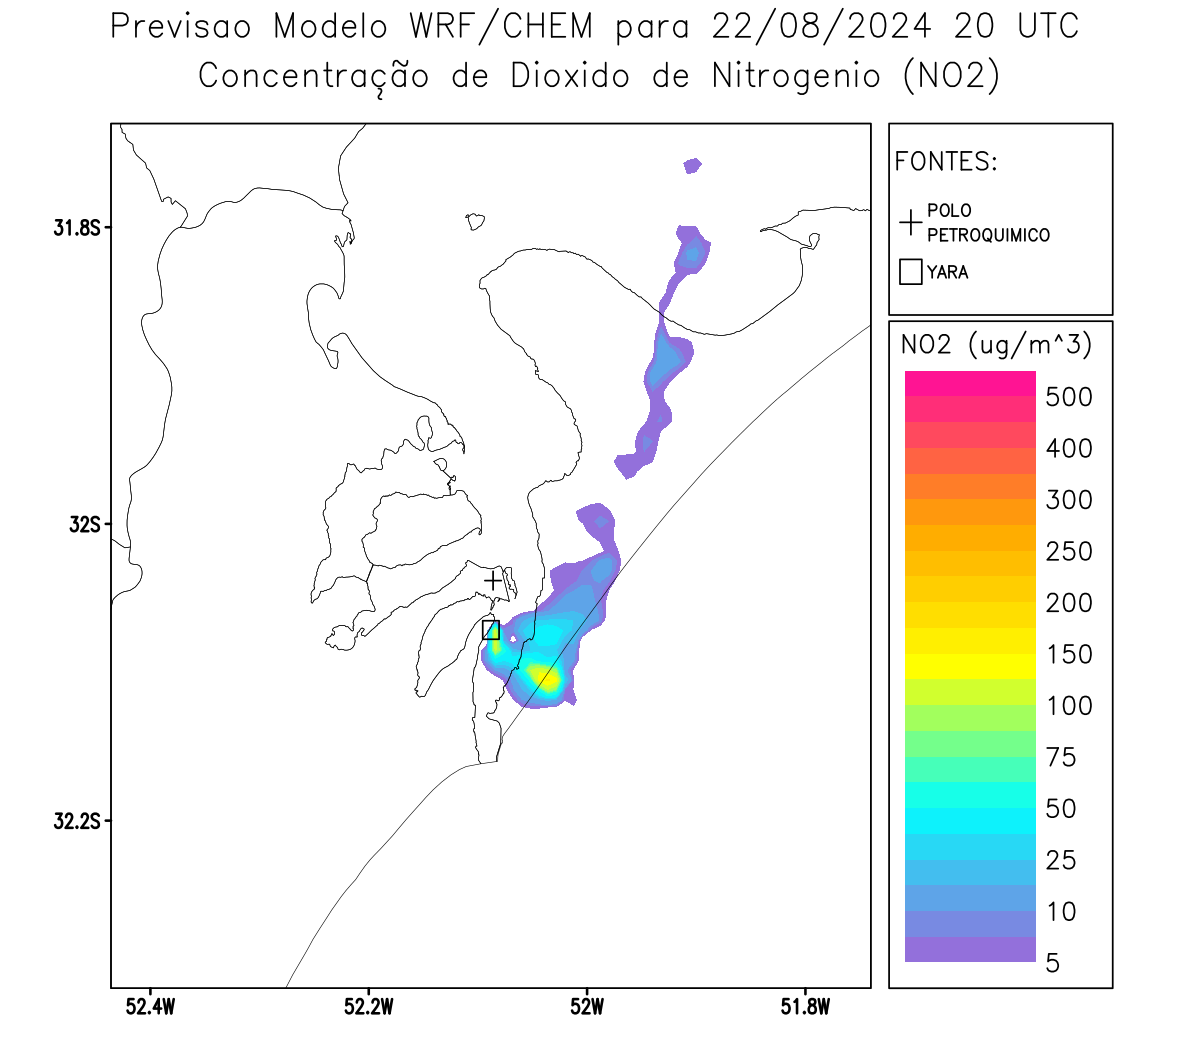 Previsao Modelo WRF/CHEM para 22/08/2024 20 UTC
Concentração de Dioxido de Nitrogenio (NO2)
FONTES:
POLO
PETROQUIMICO
YARA
31.8S
32S
32.2S
52.4W
52.2W
52W
51.8W
NO2 (ug/m^3)
500
400
300
250
200
150
100
75
50
25
10
5